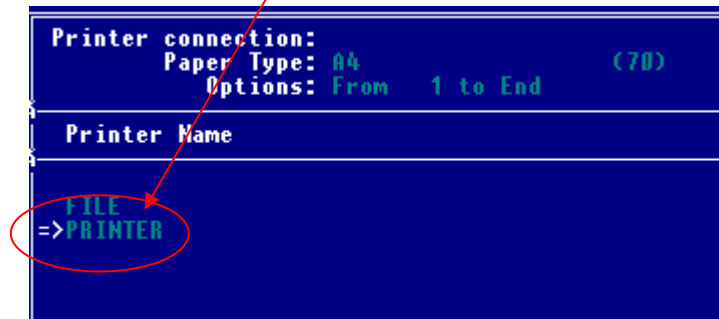 Printer connection:
Paper Type: A4 (70)
Options: From 1 to End
Printer Name
FILE
=>PRINTER